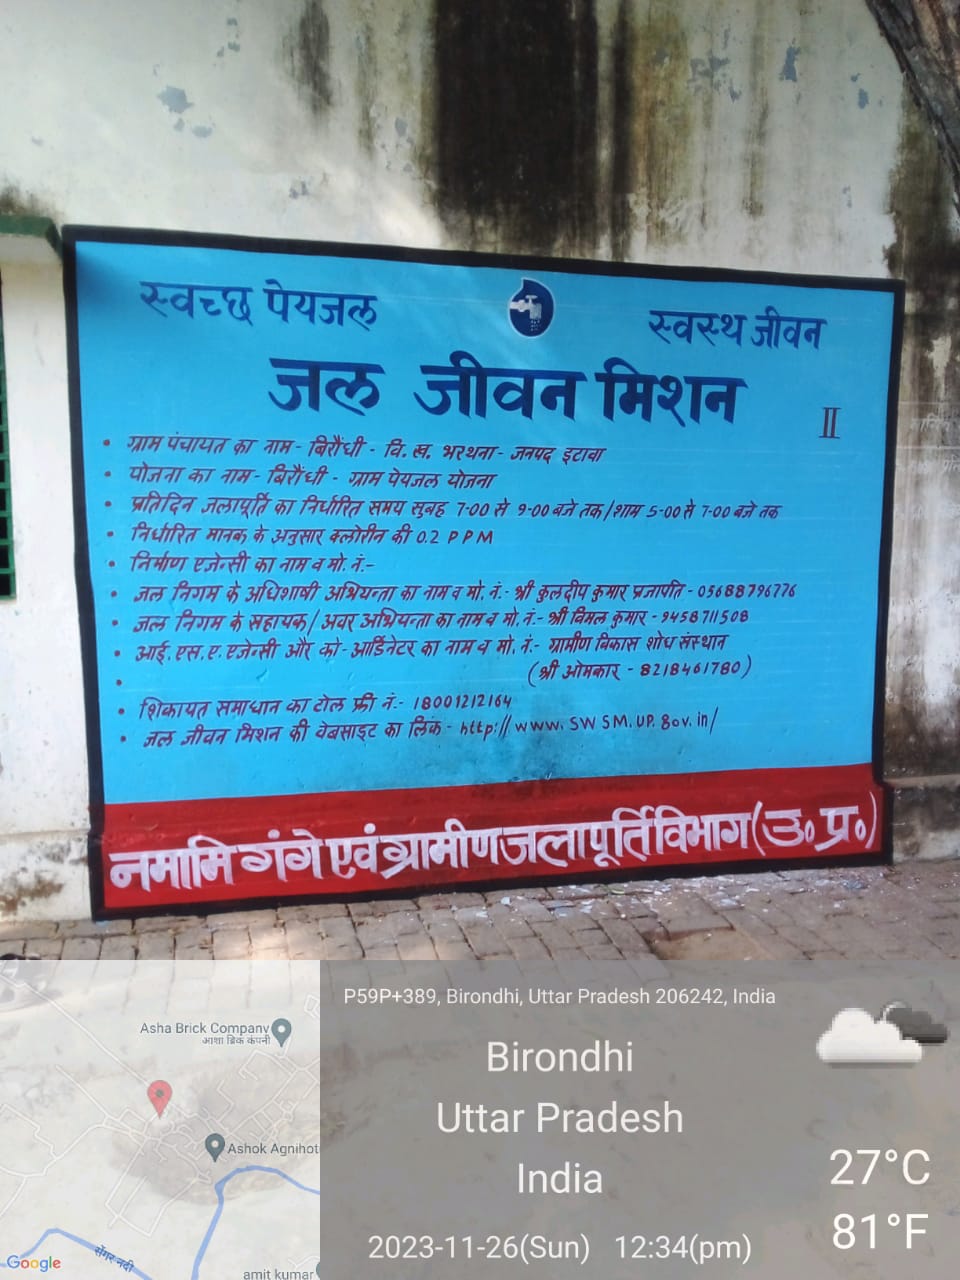 स्वच्छ पेयजल
स्वस्थ जीवन
जल जीवन मिशन
II
• ग्राम पंचायत का नाम - बिरौंधी - वि. ख. भरथना - जनपद इटावा
• योजना का नाम - बिरौंधी - ग्राम पेयजल योजना
• प्रतिदिन जलापूर्ति का निर्धारित समय सुबह 7-00 से 9-00 बजे तक / शाम 5-00 से 7-00 बजे तक
• निर्धारित मानक के अनुसार क्लोरीन की 0.2 PPM
• निर्माण एजेन्सी का नाम व मो. नं.-
• जल निगम के अधिशाषी अभियन्ता का नाम व मो. नं.- श्री कुलदीप कुमार प्रजापति - 05688796776
• जल निगम के सहायक / अवर अभियन्ता का नाम व मो. नं.- श्री विमल कुमार - 9458711508
• आई. एस. ए. एजेन्सी और को-आर्डिनेटर का नाम व मो. नं.- ग्रामीण विकास शोध संस्थान
• (श्री ओमकार - 8218461780)
• शिकायत समाधान का टोल फ्री नं.- 18001212164
• जल जीवन मिशन की वेबसाइट का लिंक - http://www.swsm.up.gov.in/
नमामि गंगे एवं ग्रामीण जलापूर्ति विभाग (उ० प्र०)
P59P+389, Birondhi, Uttar Pradesh 206242, India
Birondhi
Uttar Pradesh
India
2023-11-26(Sun) 12:34(pm)
27°C
81°F
Asha Brick Company
आशा ब्रिक कंपनी
Ashok Agnihot
सेंगर नदी
Google
amit kumar